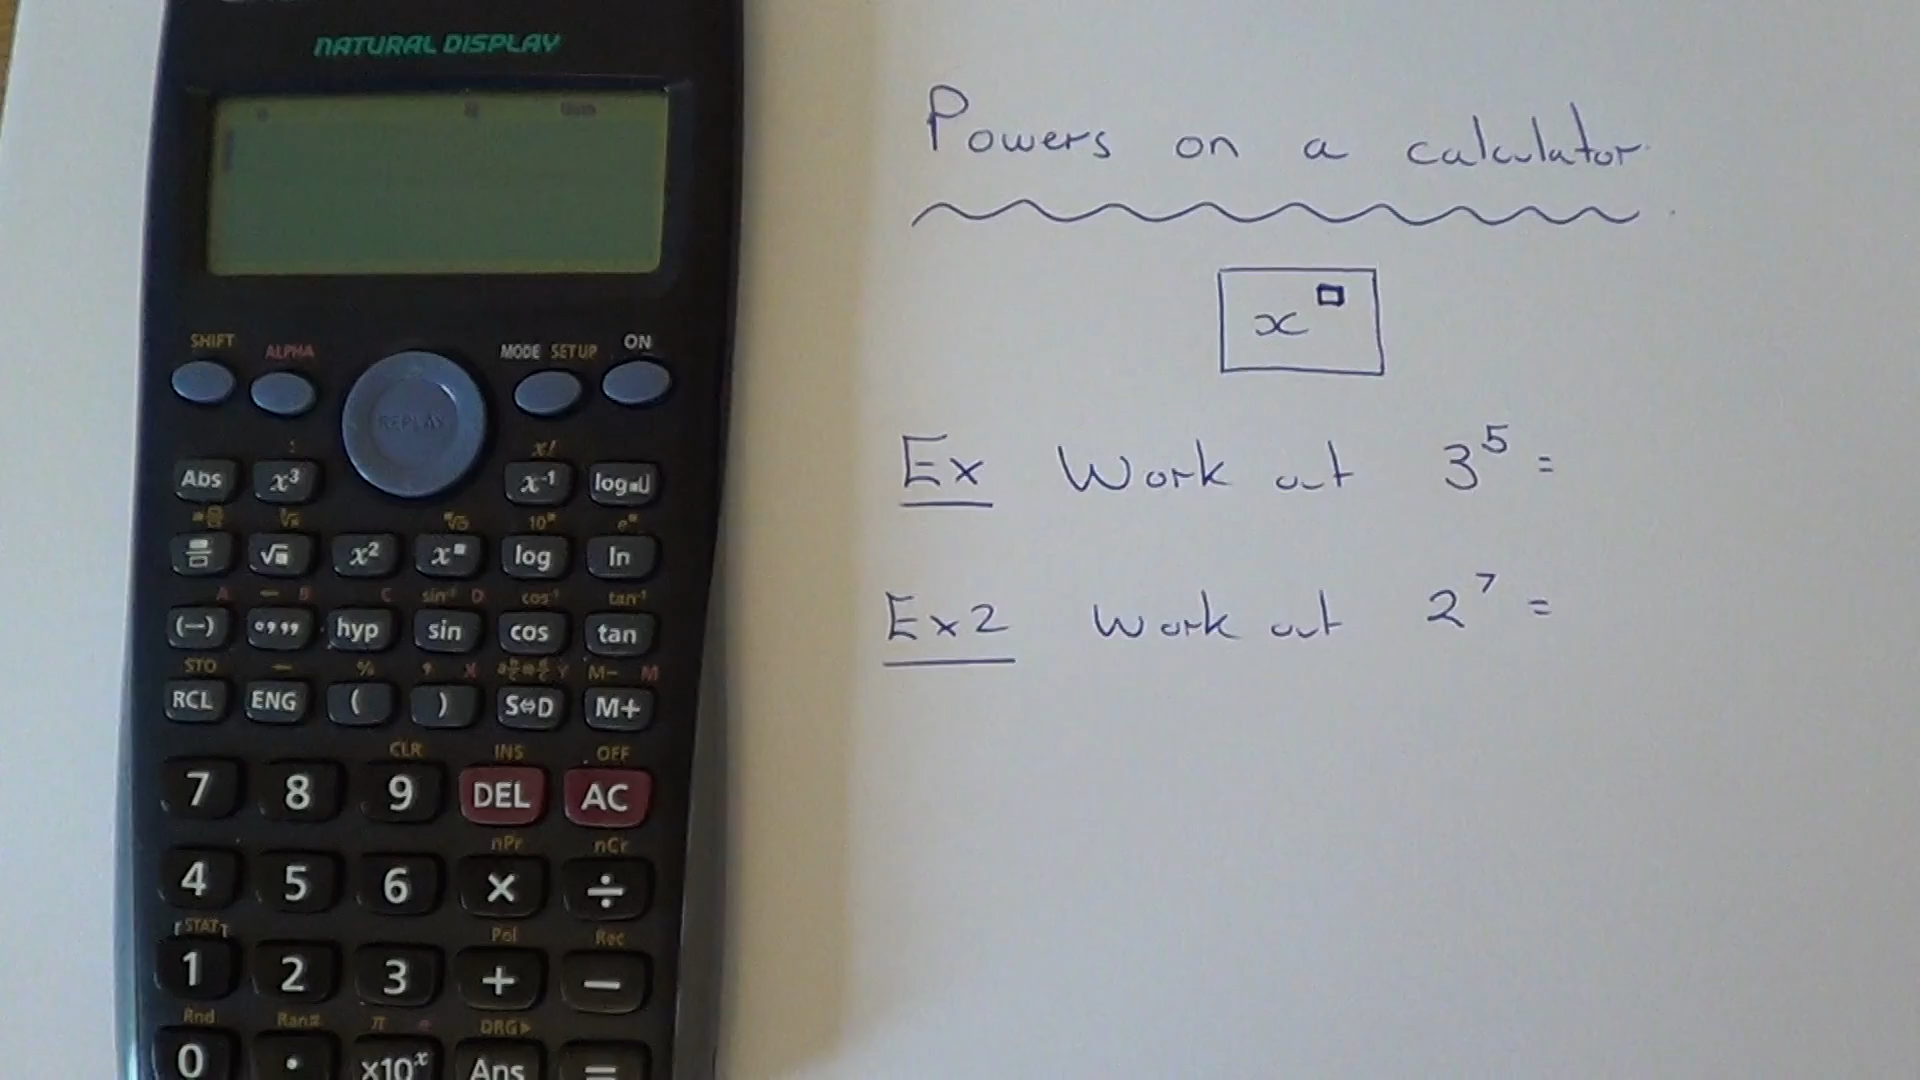 NATURAL DISPLAY
SHIFT ALPHA MODE SETUP ON
REPLAY
x!
Abs x³ x⁻¹ log
10 e
√ x² x log ln
A B C sin⁻¹ D cos⁻¹ tan⁻¹
(−) hyp sin cos tan
STO % , X Y M− M
RCL ENG ( ) S⇔D M+
CLR INS OFF
7 8 9 DEL AC
nPr nCr
4 5 6 × ÷
STAT Pol Rec
1 2 3 + −
Rnd Ran# π e DRG▶
0 . ×10ˣ Ans =
Powers on a calculator.
x□
Ex Work out 3⁵ =
Ex2 Work out 2⁷ =